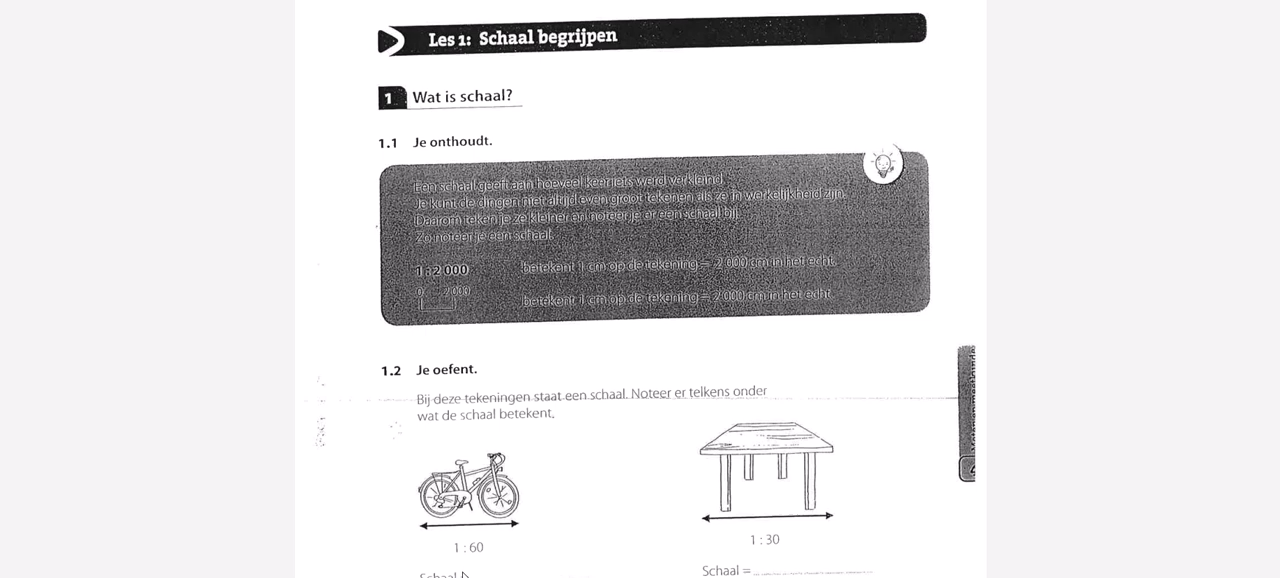 Les 1: Schaal begrijpen
1 Wat is schaal?
1.1 Je onthoudt.
Een schaal geeft aan hoeveel keer iets werd verkleind.
Je kunt de dingen niet altijd even groot tekenen als ze in werkelijkheid zijn.
Daarom teken je ze kleiner en noteer je er een schaal bij.
Zo noteer je een schaal.
1 : 2 000 betekent 1 cm op de tekening = 2 000 cm in het echt.
0 2 000
betekent 1 cm op de tekening = 2 000 cm in het echt.
1.2 Je oefent.
Bij deze tekeningen staat een schaal. Noteer er telkens onder
wat de schaal betekent.
1 : 60
1 : 30
Schaal
Schaal =